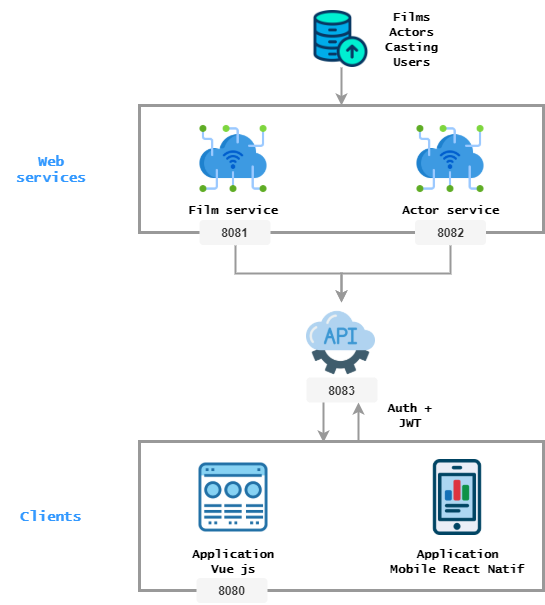 Films
Actors
Casting
Users
Web
services
Film service
Actor service
8081
8082
API
8083
Auth +
JWT
Clients
Application
Vue js
Application
Mobile React Natif
8080